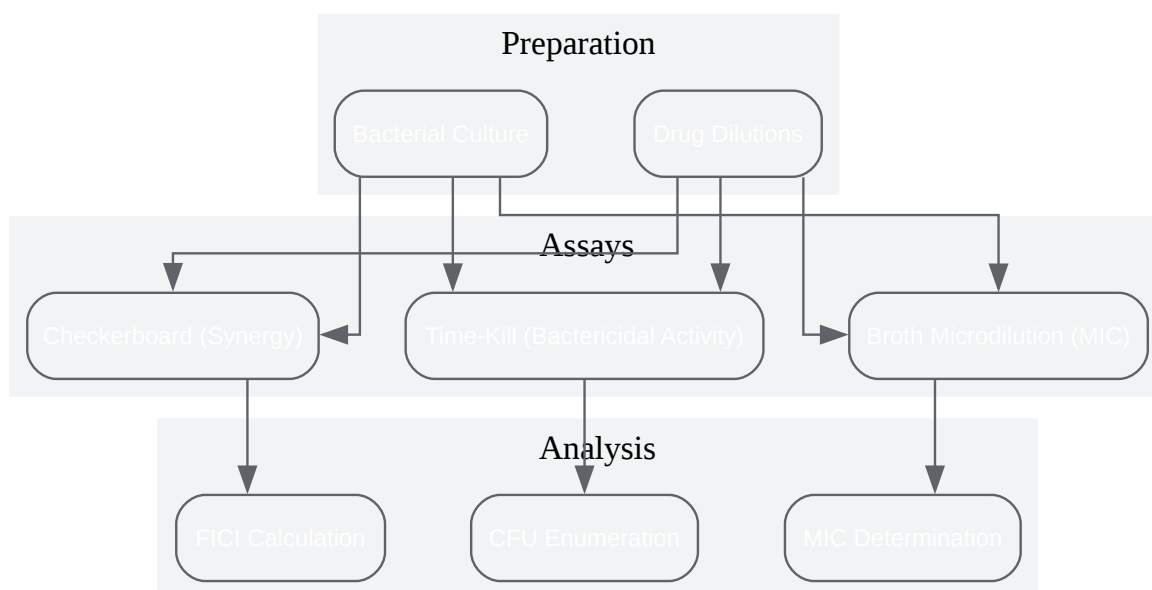 Preparation
Bacterial Culture
Drug Dilutions
Assays
Checkerboard (Synergy)
Time-Kill (Bactericidal Activity)
Broth Microdilution (MIC)
Analysis
FICI Calculation
CFU Enumeration
MIC Determination